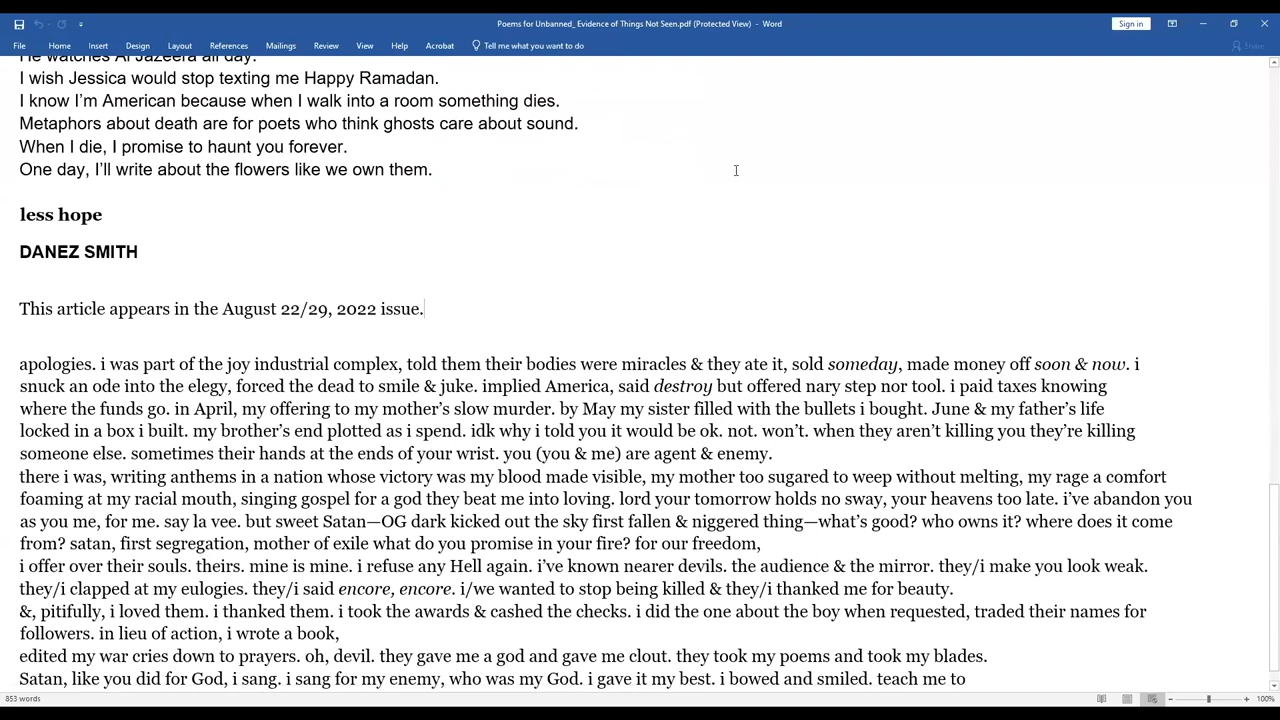 Poems for Unbanned_ Evidence of Things Not Seen.pdf (Protected View) - Word
Sign in
File Home Insert Design Layout References Mailings Review View Help Acrobat Tell me what you want to do Share
He watches Al Jazeera all day.
I wish Jessica would stop texting me Happy Ramadan.
I know I’m American because when I walk into a room something dies.
Metaphors about death are for poets who think ghosts care about sound.
When I die, I promise to haunt you forever.
One day, I’ll write about the flowers like we own them.
less hope
DANEZ SMITH
This article appears in the August 22/29, 2022 issue.
apologies. i was part of the joy industrial complex, told them their bodies were miracles & they ate it, sold someday, made money off soon & now. i
snuck an ode into the elegy, forced the dead to smile & juke. implied America, said destroy but offered nary step nor tool. i paid taxes knowing
where the funds go. in April, my offering to my mother’s slow murder. by May my sister filled with the bullets i bought. June & my father’s life
locked in a box i built. my brother’s end plotted as i spend. idk why i told you it would be ok. not. won’t. when they aren’t killing you they’re killing
someone else. sometimes their hands at the ends of your wrist. you (you & me) are agent & enemy.
there i was, writing anthems in a nation whose victory was my blood made visible, my mother too sugared to weep without melting, my rage a comfort
foaming at my racial mouth, singing gospel for a god they beat me into loving. lord your tomorrow holds no sway, your heavens too late. i’ve abandon you
as you me, for me. say la vee. but sweet Satan—OG dark kicked out the sky first fallen & niggered thing—what’s good? who owns it? where does it come
from? satan, first segregation, mother of exile what do you promise in your fire? for our freedom,
i offer over their souls. theirs. mine is mine. i refuse any Hell again. i’ve known nearer devils. the audience & the mirror. they/i make you look weak.
they/i clapped at my eulogies. they/i said encore, encore. i/we wanted to stop being killed & they/i thanked me for beauty.
&, pitifully, i loved them. i thanked them. i took the awards & cashed the checks. i did the one about the boy when requested, traded their names for
followers. in lieu of action, i wrote a book,
edited my war cries down to prayers. oh, devil. they gave me a god and gave me clout. they took my poems and took my blades.
Satan, like you did for God, i sang. i sang for my enemy, who was my God. i gave it my best. i bowed and smiled. teach me to
853 words
100%